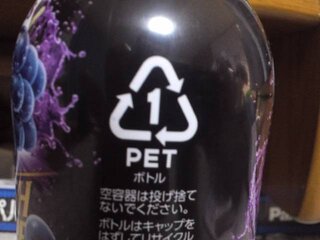 1
PET
ボトル
空容器は投げ捨て
ないでください。
ボトルはキャップを
はずしてリサイクル